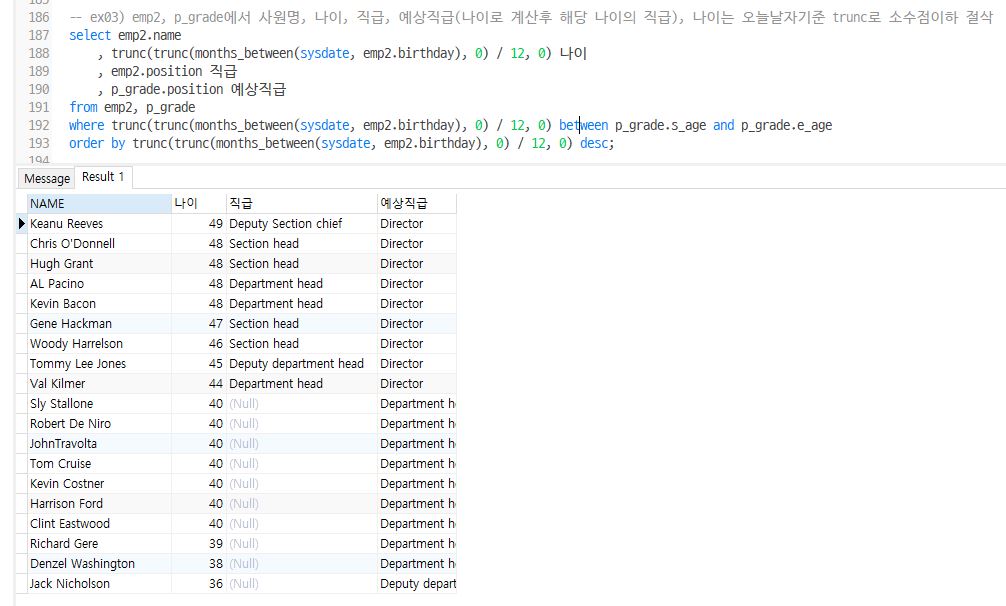 186 -- ex03) emp2, p_grade에서 사원명, 나이, 직급, 예상직급(나이로 계산후 해당 나이의 직급), 나이는 오늘날자기준 trunc로 소수점이하 절삭
187 select emp2.name
188 , trunc(trunc(months_between(sysdate, emp2.birthday), 0) / 12, 0) 나이
189 , emp2.position 직급
190 , p_grade.position 예상직급
191 from emp2, p_grade
192 where trunc(trunc(months_between(sysdate, emp2.birthday), 0) / 12, 0) between p_grade.s_age and p_grade.e_age
193 order by trunc(trunc(months_between(sysdate, emp2.birthday), 0) / 12, 0) desc;
194
Message Result 1
NAME 나이 직급 예상직급
Keanu Reeves 49 Deputy Section chief Director
Chris O'Donnell 48 Section head Director
Hugh Grant 48 Section head Director
AL Pacino 48 Department head Director
Kevin Bacon 48 Department head Director
Gene Hackman 47 Section head Director
Woody Harrelson 46 Section head Director
Tommy Lee Jones 45 Deputy department head Director
Val Kilmer 44 Department head Director
Sly Stallone 40 (Null) Department h
Robert De Niro 40 (Null) Department h
JohnTravolta 40 (Null) Department h
Tom Cruise 40 (Null) Department h
Kevin Costner 40 (Null) Department h
Harrison Ford 40 (Null) Department h
Clint Eastwood 40 (Null) Department h
Richard Gere 39 (Null) Department h
Denzel Washington 38 (Null) Department h
Jack Nicholson 36 (Null) Deputy depart